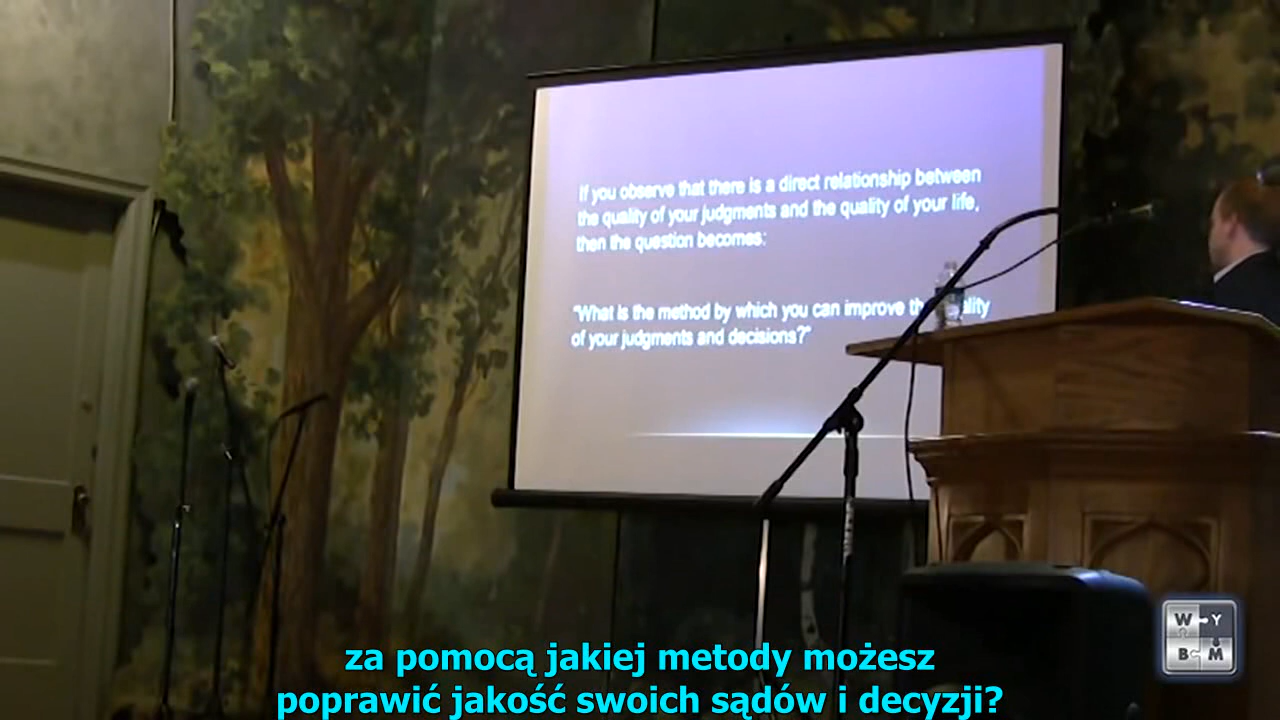 If you observe that there is a direct relationship between
the quality of your judgments and the quality of your life,
then the question becomes:
"What is the method by which you can improve
of your judgments and decisions?"
za pomocą jakiej metody możesz
poprawić jakość swoich sądów i decyzji?
W Y
B M